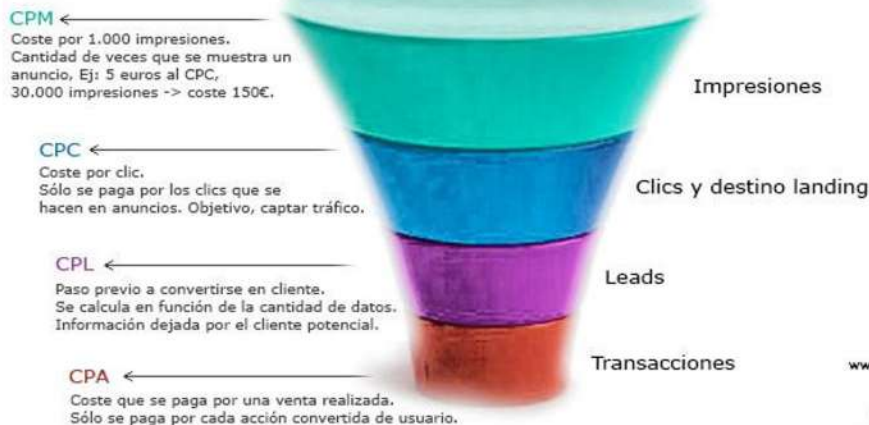 CPM
Coste por 1.000 impresiones.
Cantidad de veces que se muestra un
anuncio, Ej: 5 euros al CPC,
30.000 impresiones -> coste 150€.
Impresiones
CPC
Coste por clic.
Sólo se paga por los clics que se
hacen en anuncios. Objetivo, captar tráfico.
Clics y destino landing
CPL
Paso previo a convertirse en cliente.
Se calcula en función de la cantidad de datos.
Información dejada por el cliente potencial.
Leads
CPA
Coste que se paga por una venta realizada.
Sólo se paga por cada acción convertida de usuario.
Transacciones